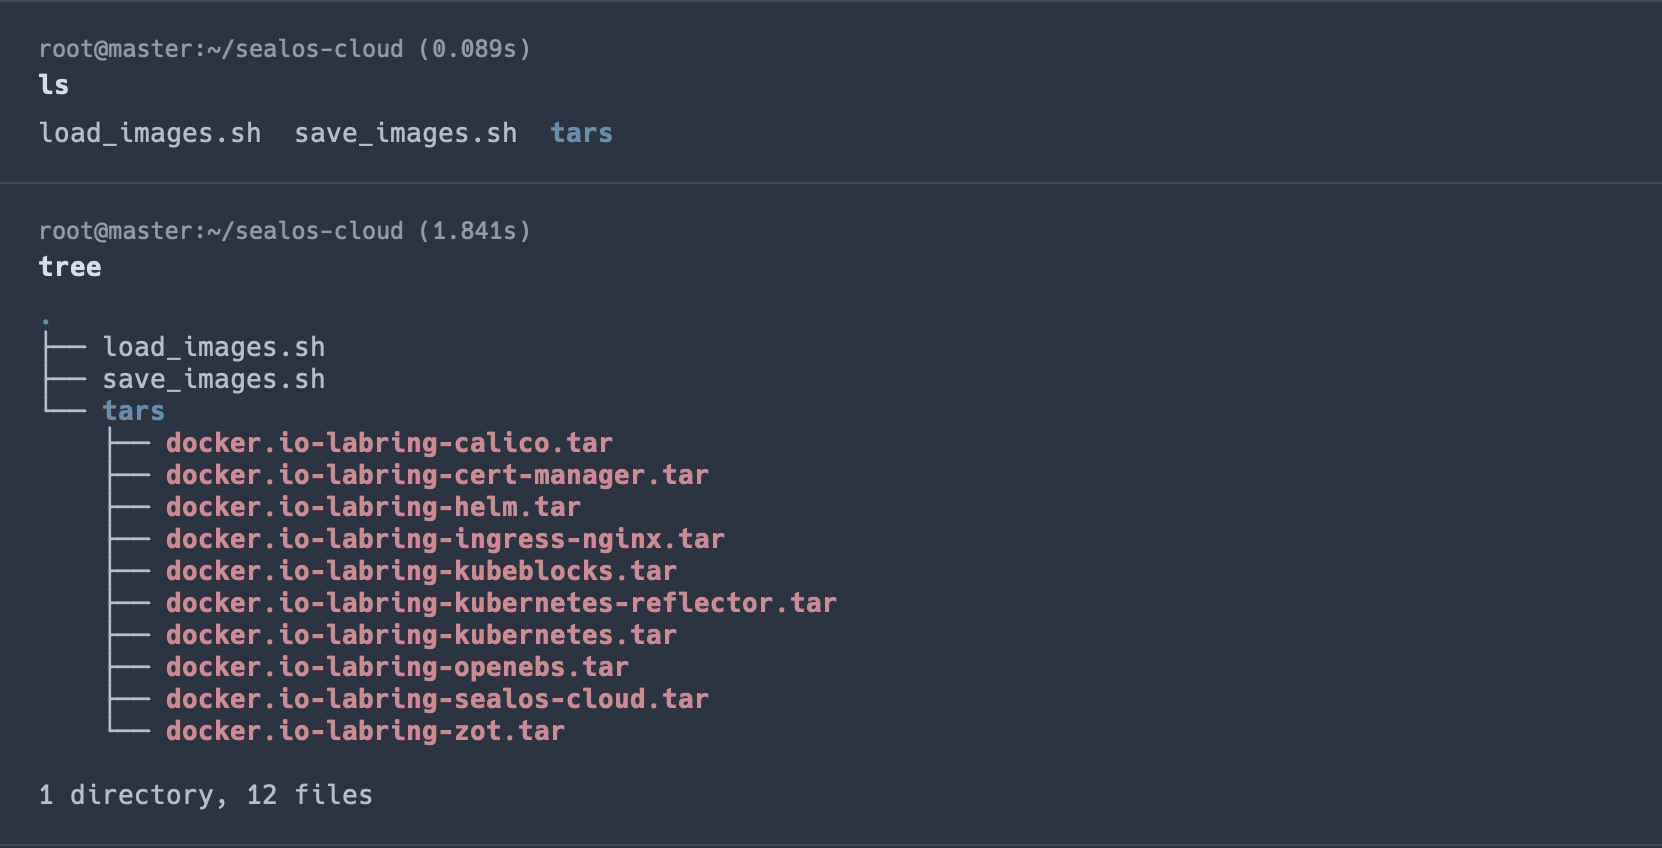 root@master:~/sealos-cloud (0.089s)
ls
load_images.sh  save_images.sh  tars
root@master:~/sealos-cloud (1.841s)
tree
.
├── load_images.sh
├── save_images.sh
└── tars
    ├── docker.io-labring-calico.tar
    ├── docker.io-labring-cert-manager.tar
    ├── docker.io-labring-helm.tar
    ├── docker.io-labring-ingress-nginx.tar
    ├── docker.io-labring-kubeblocks.tar
    ├── docker.io-labring-kubernetes-reflector.tar
    ├── docker.io-labring-kubernetes.tar
    ├── docker.io-labring-openebs.tar
    ├── docker.io-labring-sealos-cloud.tar
    └── docker.io-labring-zot.tar
1 directory, 12 files